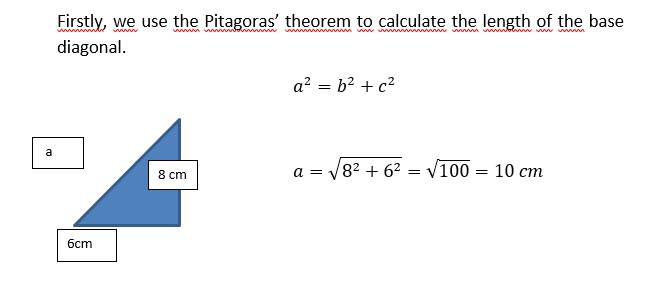 Firstly, we use the Pitagoras’ theorem to calculate the length of the base
diagonal.
a² = b² + c²
a
8 cm
a = √8² + 6² = √100 = 10 cm
6cm